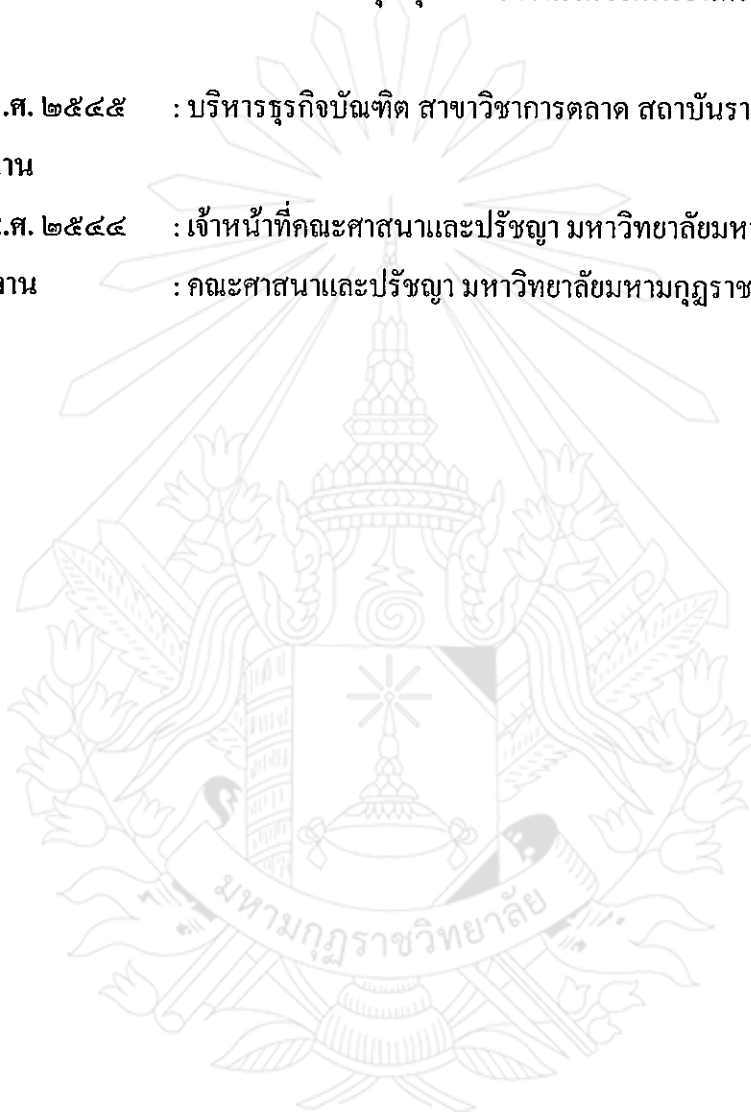 .ศ. ๒๕๔๕ : บริหารธุรกิจบัณฑิต สาขาวิชาการตลาด สถาบันรา
าน
.ศ. ๒๕๔๔ : เจ้าหน้าที่คณะศาสนาและปรัชญา มหาวิทยาลัยมหา
งาน : คณะศาสนาและปรัชญา มหาวิทยาลัยมหามกุฏราช
มหามกุฏราชวิทยาลัย